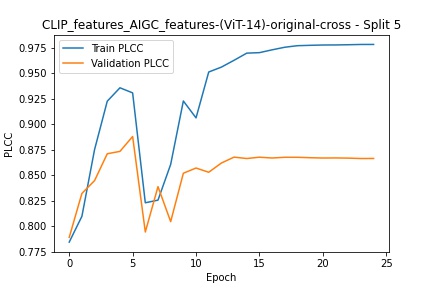 CLIP_features_AIGC_features-(ViT-14)-original-cross - Split 5
Train PLCC
Validation PLCC
PLCC
0.975
0.950
0.925
0.900
0.875
0.850
0.825
0.800
0.775
0 5 10 15 20 25
Epoch